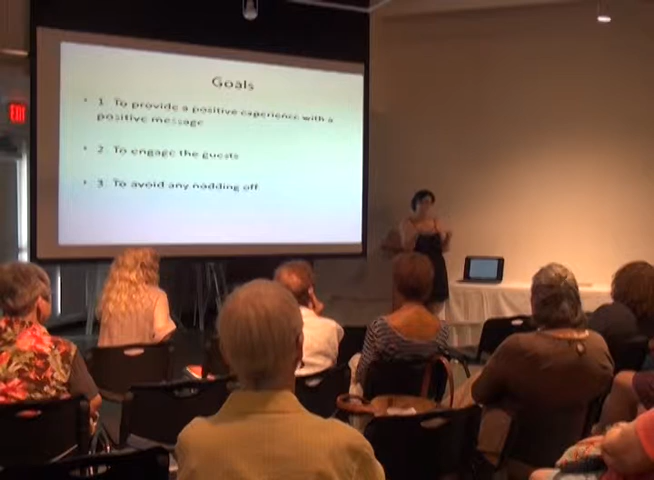 Goals
• 1. To provide a positive experience with a
positive message
• 2. To engage the guests
• 3. To avoid any nodding off
EXIT